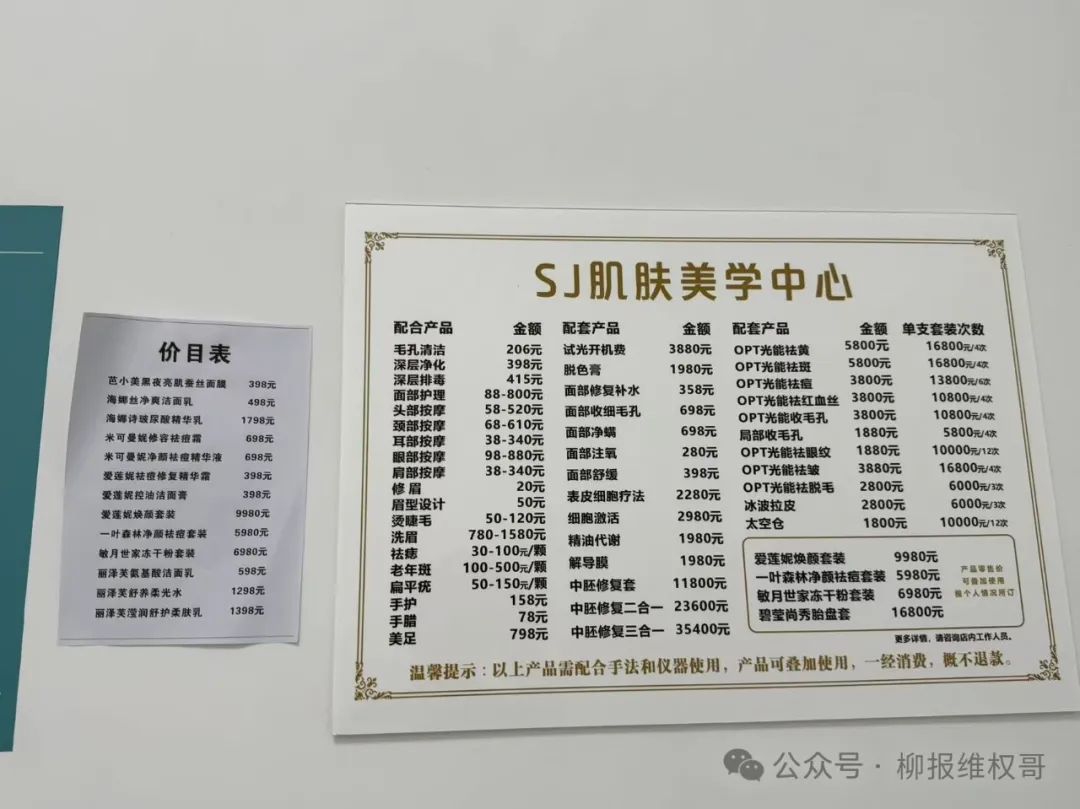 价目表
芭小美黑夜亮肌蚕丝面膜 398元
海娜丝净爽洁面乳 498元
海娜诗玻尿酸精华乳 1798元
米可曼妮修容祛痘霜 698元
米可曼妮净颜祛痘精华液 698元
爱莲妮祛痘修复精华霜 398元
爱莲妮控油洁面膏 398元
爱莲妮焕颜套装 9980元
一叶森林净颜祛痘套装 5980元
敏月世家冻干粉套装 6980元
丽泽芙氨基酸洁面乳 598元
丽泽芙舒养柔光水 1298元
丽泽芙滢润舒护柔肤乳 1398元
SJ肌肤美学中心
配合产品 金额
毛孔清洁 206元
深层净化 398元
深层排毒 415元
面部护理 88-800元
头部按摩 58-520元
颈部按摩 68-610元
耳部按摩 38-340元
眼部按摩 98-880元
肩部按摩 38-340元
修眉 20元
眉型设计 50元
烫睫毛 50-120元
洗眉 780-1580元
祛痣 30-100元/颗
老年斑 100-500元/颗
扁平疣 50-150元/颗
手护 158元
手腊 78元
美足 798元
配套产品 金额
试光开机费 3880元
脱色膏 1980元
面部修复补水 358元
面部收细毛孔 698元
面部净螨 698元
面部注氧 280元
面部舒缓 398元
表皮细胞疗法 2280元
细胞激活 2980元
精油代谢 1980元
解导膜 1980元
中胚修复套 11800元
中胚修复二合一 23600元
中胚修复三合一 35400元
配套产品 金额 单支套装次数
OPT光能祛黄 5800元 16800元/4次
OPT光能祛斑 5800元 16800元/4次
OPT光能祛痘 3800元 13800元/6次
OPT光能祛红血丝 3800元 10800元/4次
OPT光能收毛孔 3800元 10800元/4次
局部收毛孔 1880元 5800元/4次
OPT光能祛眼纹 1880元 10000元/12次
OPT光能祛皱 3880元 16800元/4次
OPT光能祛脱毛 2800元 6000元/3次
冰波拉皮 2800元 6000元/3次
太空仓 1800元 10000元/12次
爱莲妮焕颜套装 9980元
一叶森林净颜祛痘套装 5980元
敏月世家冻干粉套装 6980元
碧莹尚秀胎盘套 16800元
产品零售价
可叠加使用
按个人情况用订
更多详情，请咨询店内工作人员。
温馨提示：以上产品需配合手法和仪器使用，产品可叠加使用，一经消费，概不退款。
公众号·柳报维权哥